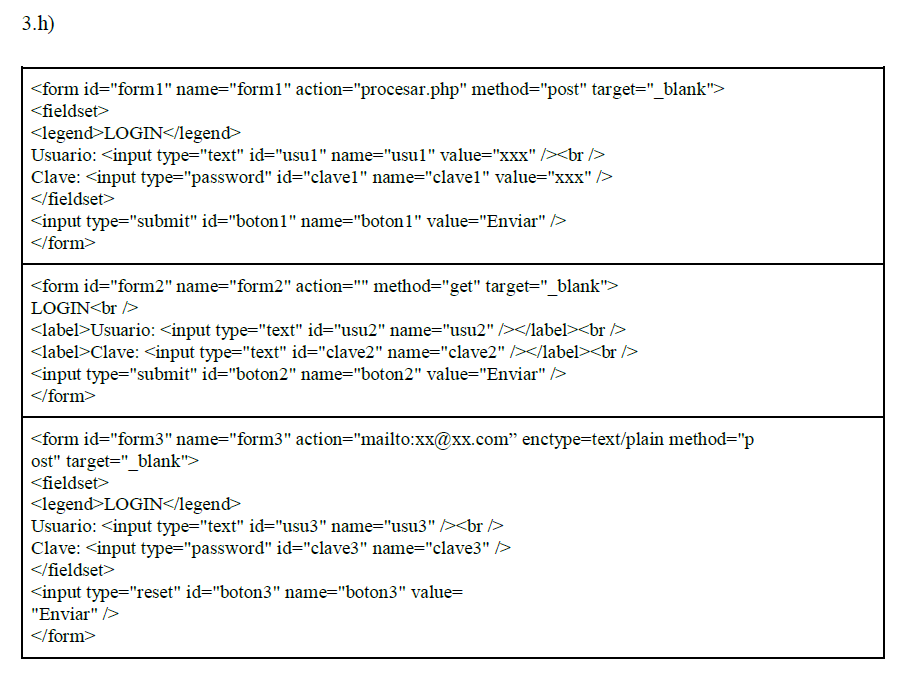 3.h)
<form id="form1" name="form1" action="procesar.php" method="post" target="_blank">
<fieldset>
<legend>LOGIN</legend>
Usuario: <input type="text" id="usu1" name="usu1" value="xxx" /><br />
Clave: <input type="password" id="clave1" name="clave1" value="xxx" />
</fieldset>
<input type="submit" id="boton1" name="boton1" value="Enviar" />
</form>
<form id="form2" name="form2" action="" method="get" target="_blank">
LOGIN<br />
<label>Usuario: <input type="text" id="usu2" name="usu2" /></label><br />
<label>Clave: <input type="text" id="clave2" name="clave2" /></label><br />
<input type="submit" id="boton2" name="boton2" value="Enviar" />
</form>
<form id="form3" name="form3" action="mailto:xx@xx.com” enctype=text/plain method="p
ost" target="_blank">
<fieldset>
<legend>LOGIN</legend>
Usuario: <input type="text" id="usu3" name="usu3" /><br />
Clave: <input type="password" id="clave3" name="clave3" />
</fieldset>
<input type="reset" id="boton3" name="boton3" value=
"Enviar" />
</form>